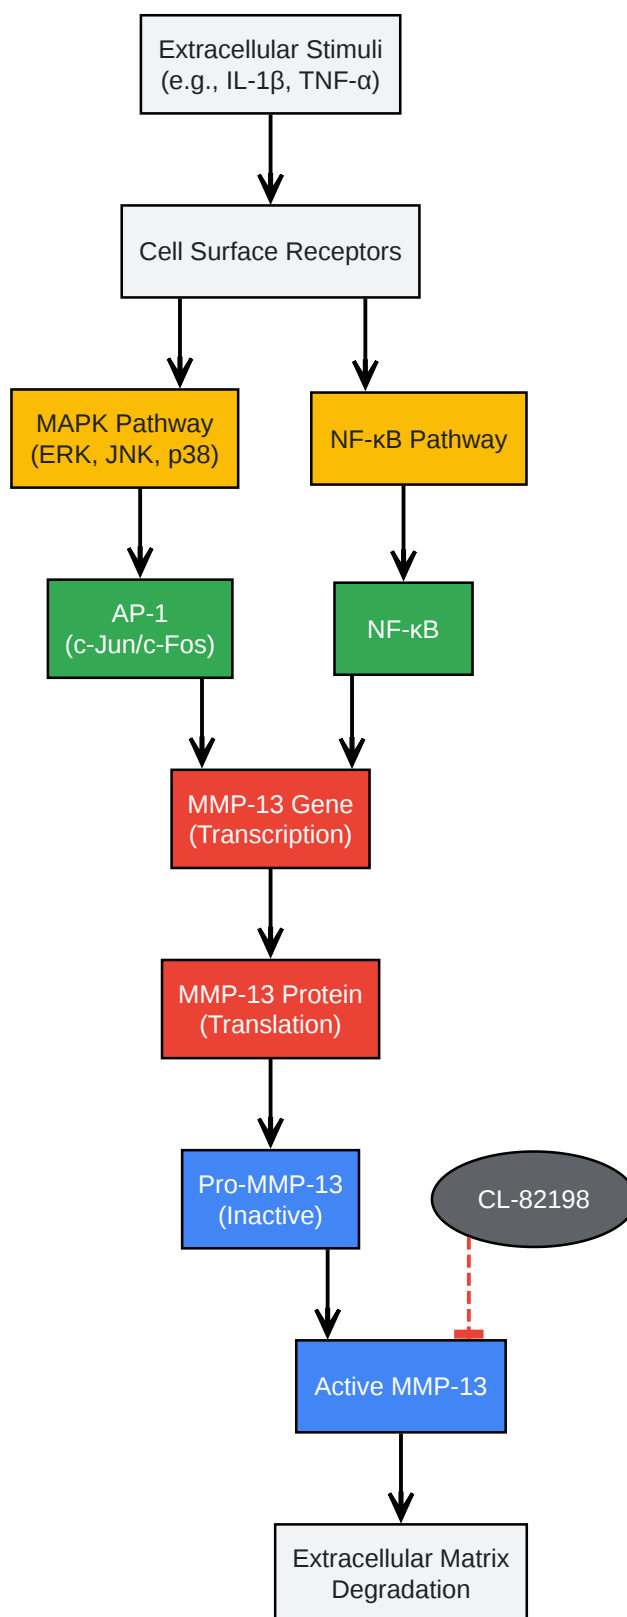 Extracellular Stimuli
(e.g., IL-1β, TNF-α)
Cell Surface Receptors
MAPK Pathway
(ERK, JNK, p38)
NF-κB Pathway
AP-1
(c-Jun/c-Fos)
NF-κB
MMP-13 Gene
(Transcription)
MMP-13 Protein
(Translation)
Pro-MMP-13
(Inactive)
CL-82198
Active MMP-13
Extracellular Matrix
Degradation